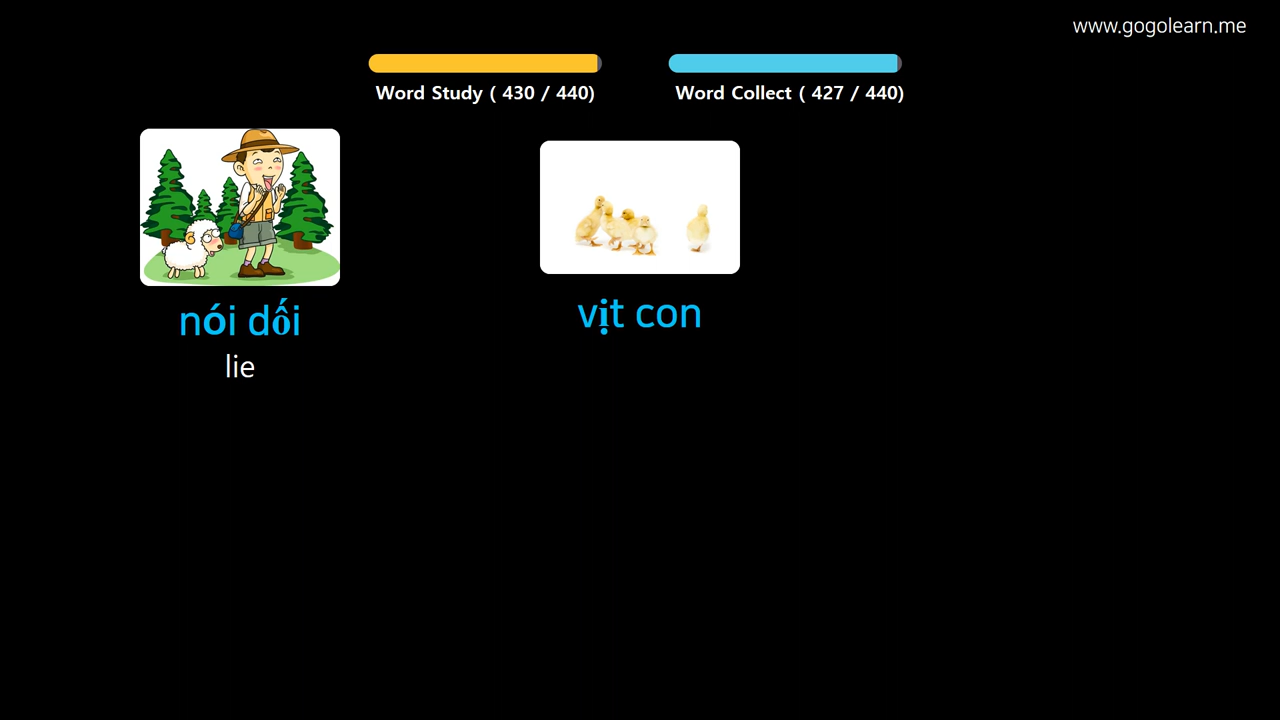 www.gogolearn.me
Word Study ( 430 / 440)
Word Collect ( 427 / 440)
nói dối
lie
vịt con